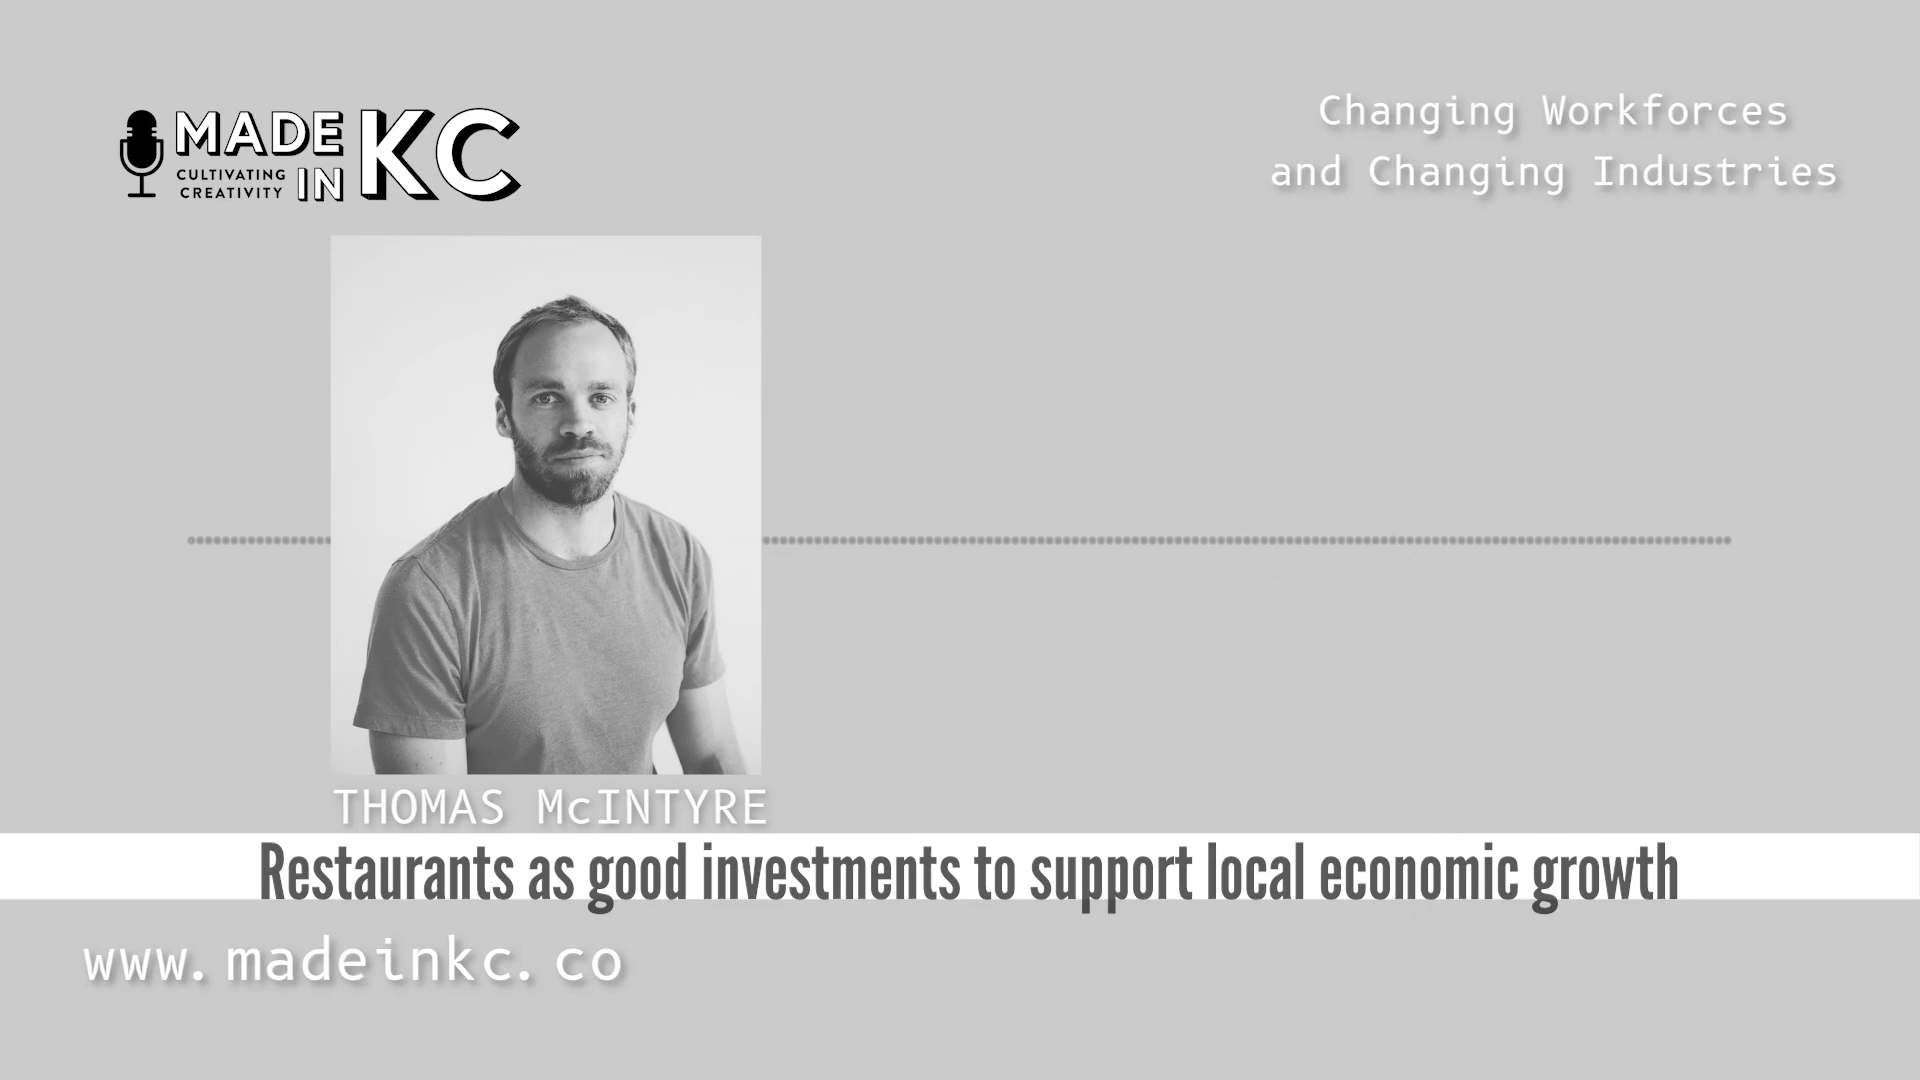 MADE
IN
KC
CULTIVATING
CREATIVITY
Changing Workforces
and Changing Industries
THOMAS McINTYRE
Restaurants as good investments to support local economic growth
www.madeinkc.co